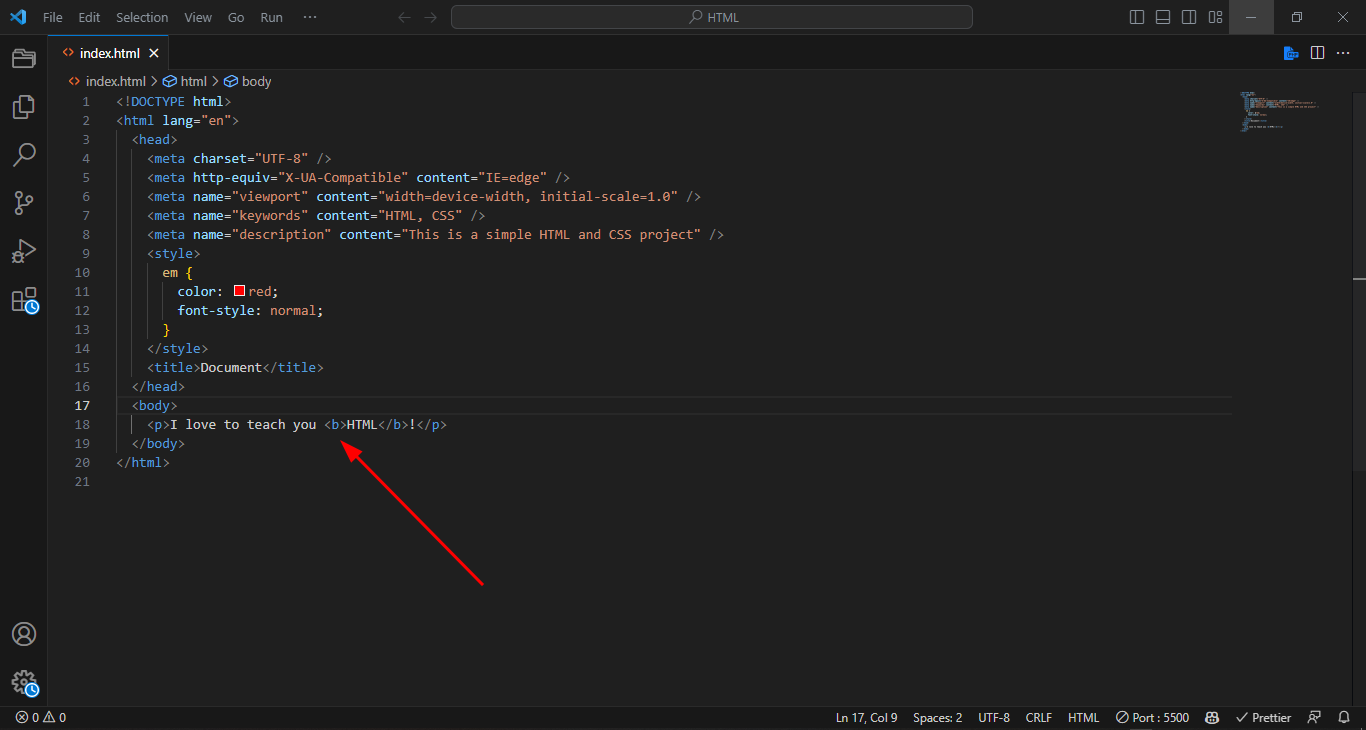 File Edit Selection View Go Run ··· HTML
index.html
index.html > html > body
1 <!DOCTYPE html>
2 <html lang="en">
3 <head>
4 <meta charset="UTF-8" />
5 <meta http-equiv="X-UA-Compatible" content="IE=edge" />
6 <meta name="viewport" content="width=device-width, initial-scale=1.0" />
7 <meta name="keywords" content="HTML, CSS" />
8 <meta name="description" content="This is a simple HTML and CSS project" />
9 <style>
10 em {
11 color: red;
12 font-style: normal;
13 }
14 </style>
15 <title>Document</title>
16 </head>
17 <body>
18 <p>I love to teach you <b>HTML</b>!</p>
19 </body>
20 </html>
21
0 0 Ln 17, Col 9 Spaces: 2 UTF-8 CRLF HTML Port : 5500 Prettier